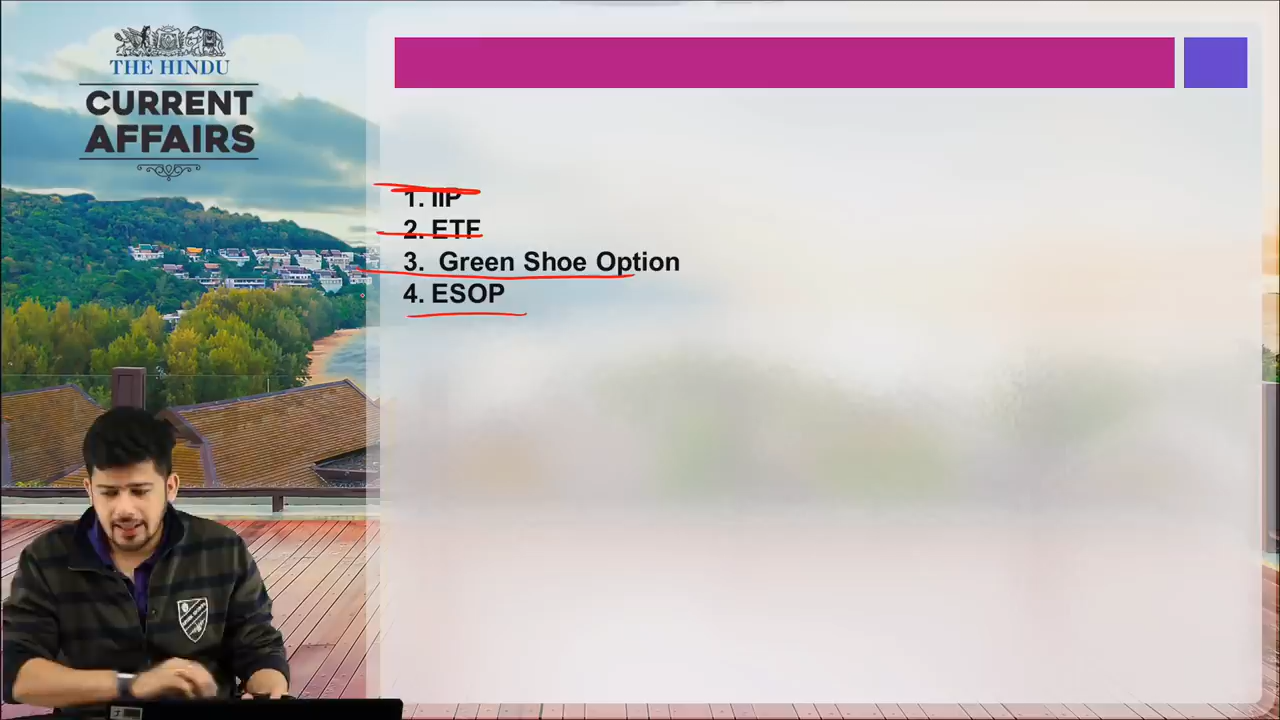 THE HINDU
CURRENT
AFFAIRS
1. IIP
2. ETF
3. Green Shoe Option
4. ESOP